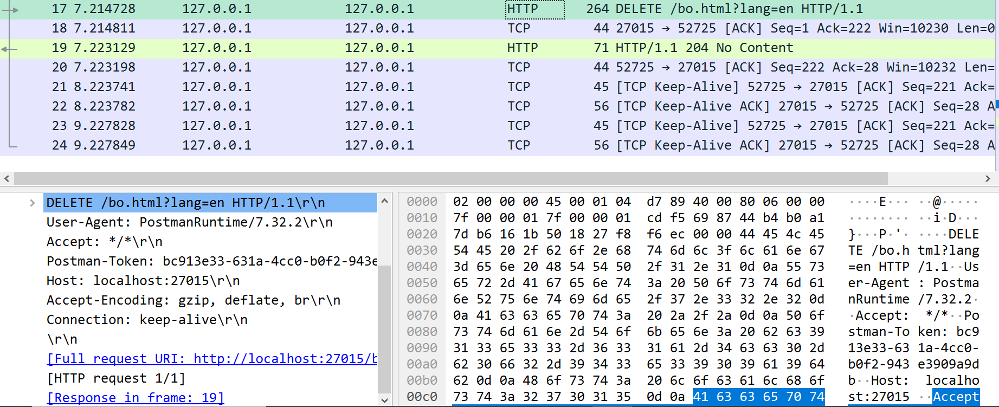 17 7.214728 127.0.0.1 127.0.0.1 HTTP 264 DELETE /bo.html?lang=en HTTP/1.1
18 7.214811 127.0.0.1 127.0.0.1 TCP 44 27015 → 52725 [ACK] Seq=1 Ack=222 Win=10230 Len=0
19 7.223129 127.0.0.1 127.0.0.1 HTTP 71 HTTP/1.1 204 No Content
20 7.223198 127.0.0.1 127.0.0.1 TCP 44 52725 → 27015 [ACK] Seq=222 Ack=28 Win=10232 Len=
21 8.223741 127.0.0.1 127.0.0.1 TCP 45 [TCP Keep-Alive] 52725 → 27015 [ACK] Seq=221 Ack=
22 8.223782 127.0.0.1 127.0.0.1 TCP 56 [TCP Keep-Alive ACK] 27015 → 52725 [ACK] Seq=28 A
23 9.227828 127.0.0.1 127.0.0.1 TCP 45 [TCP Keep-Alive] 52725 → 27015 [ACK] Seq=221 Ack=
24 9.227849 127.0.0.1 127.0.0.1 TCP 56 [TCP Keep-Alive ACK] 27015 → 52725 [ACK] Seq=28 A
DELETE /bo.html?lang=en HTTP/1.1\r\n
User-Agent: PostmanRuntime/7.32.2\r\n
Accept: */*\r\n
Postman-Token: bc913e33-631a-4cc0-b0f2-943e
Host: localhost:27015\r\n
Accept-Encoding: gzip, deflate, br\r\n
Connection: keep-alive\r\n
\r\n
[Full request URI: http://localhost:27015/b
[HTTP request 1/1]
[Response in frame: 19]
0000 02 00 00 00 45 00 01 04 d7 89 40 00 80 06 00 00 ····E··· ··@·····
0010 7f 00 00 01 7f 00 00 01 cd f5 69 87 44 b4 b0 a1 ········ ··i·D···
0020 7d b6 16 1b 50 18 27 f8 f6 ec 00 00 44 45 4c 45 }···P·'· ····DELE
0030 54 45 20 2f 62 6f 2e 68 74 6d 6c 3f 6c 61 6e 67 TE /bo.h tml?lang
0040 3d 65 6e 20 48 54 54 50 2f 31 2e 31 0d 0a 55 73 =en HTTP /1.1··Us
0050 65 72 2d 41 67 65 6e 74 3a 20 50 6f 73 74 6d 61 er-Agent : Postma
0060 6e 52 75 6e 74 69 6d 65 2f 37 2e 33 32 2e 32 0d nRuntime /7.32.2·
0070 0a 41 63 63 65 70 74 3a 20 2a 2f 2a 0d 0a 50 6f ·Accept: */*··Po
0080 73 74 6d 61 6e 2d 54 6f 6b 65 6e 3a 20 62 63 39 stman-To ken: bc9
0090 31 33 65 33 33 2d 36 33 31 61 2d 34 63 63 30 2d 13e33-63 1a-4cc0-
00a0 62 30 66 32 2d 39 34 33 65 33 39 30 39 61 39 64 b0f2-943 e3909a9d
00b0 62 0d 0a 48 6f 73 74 3a 20 6c 6f 63 61 6c 68 6f b··Host: localho
00c0 73 74 3a 32 37 30 31 35 0d 0a 41 63 63 65 70 74 st:27015 ··Accept